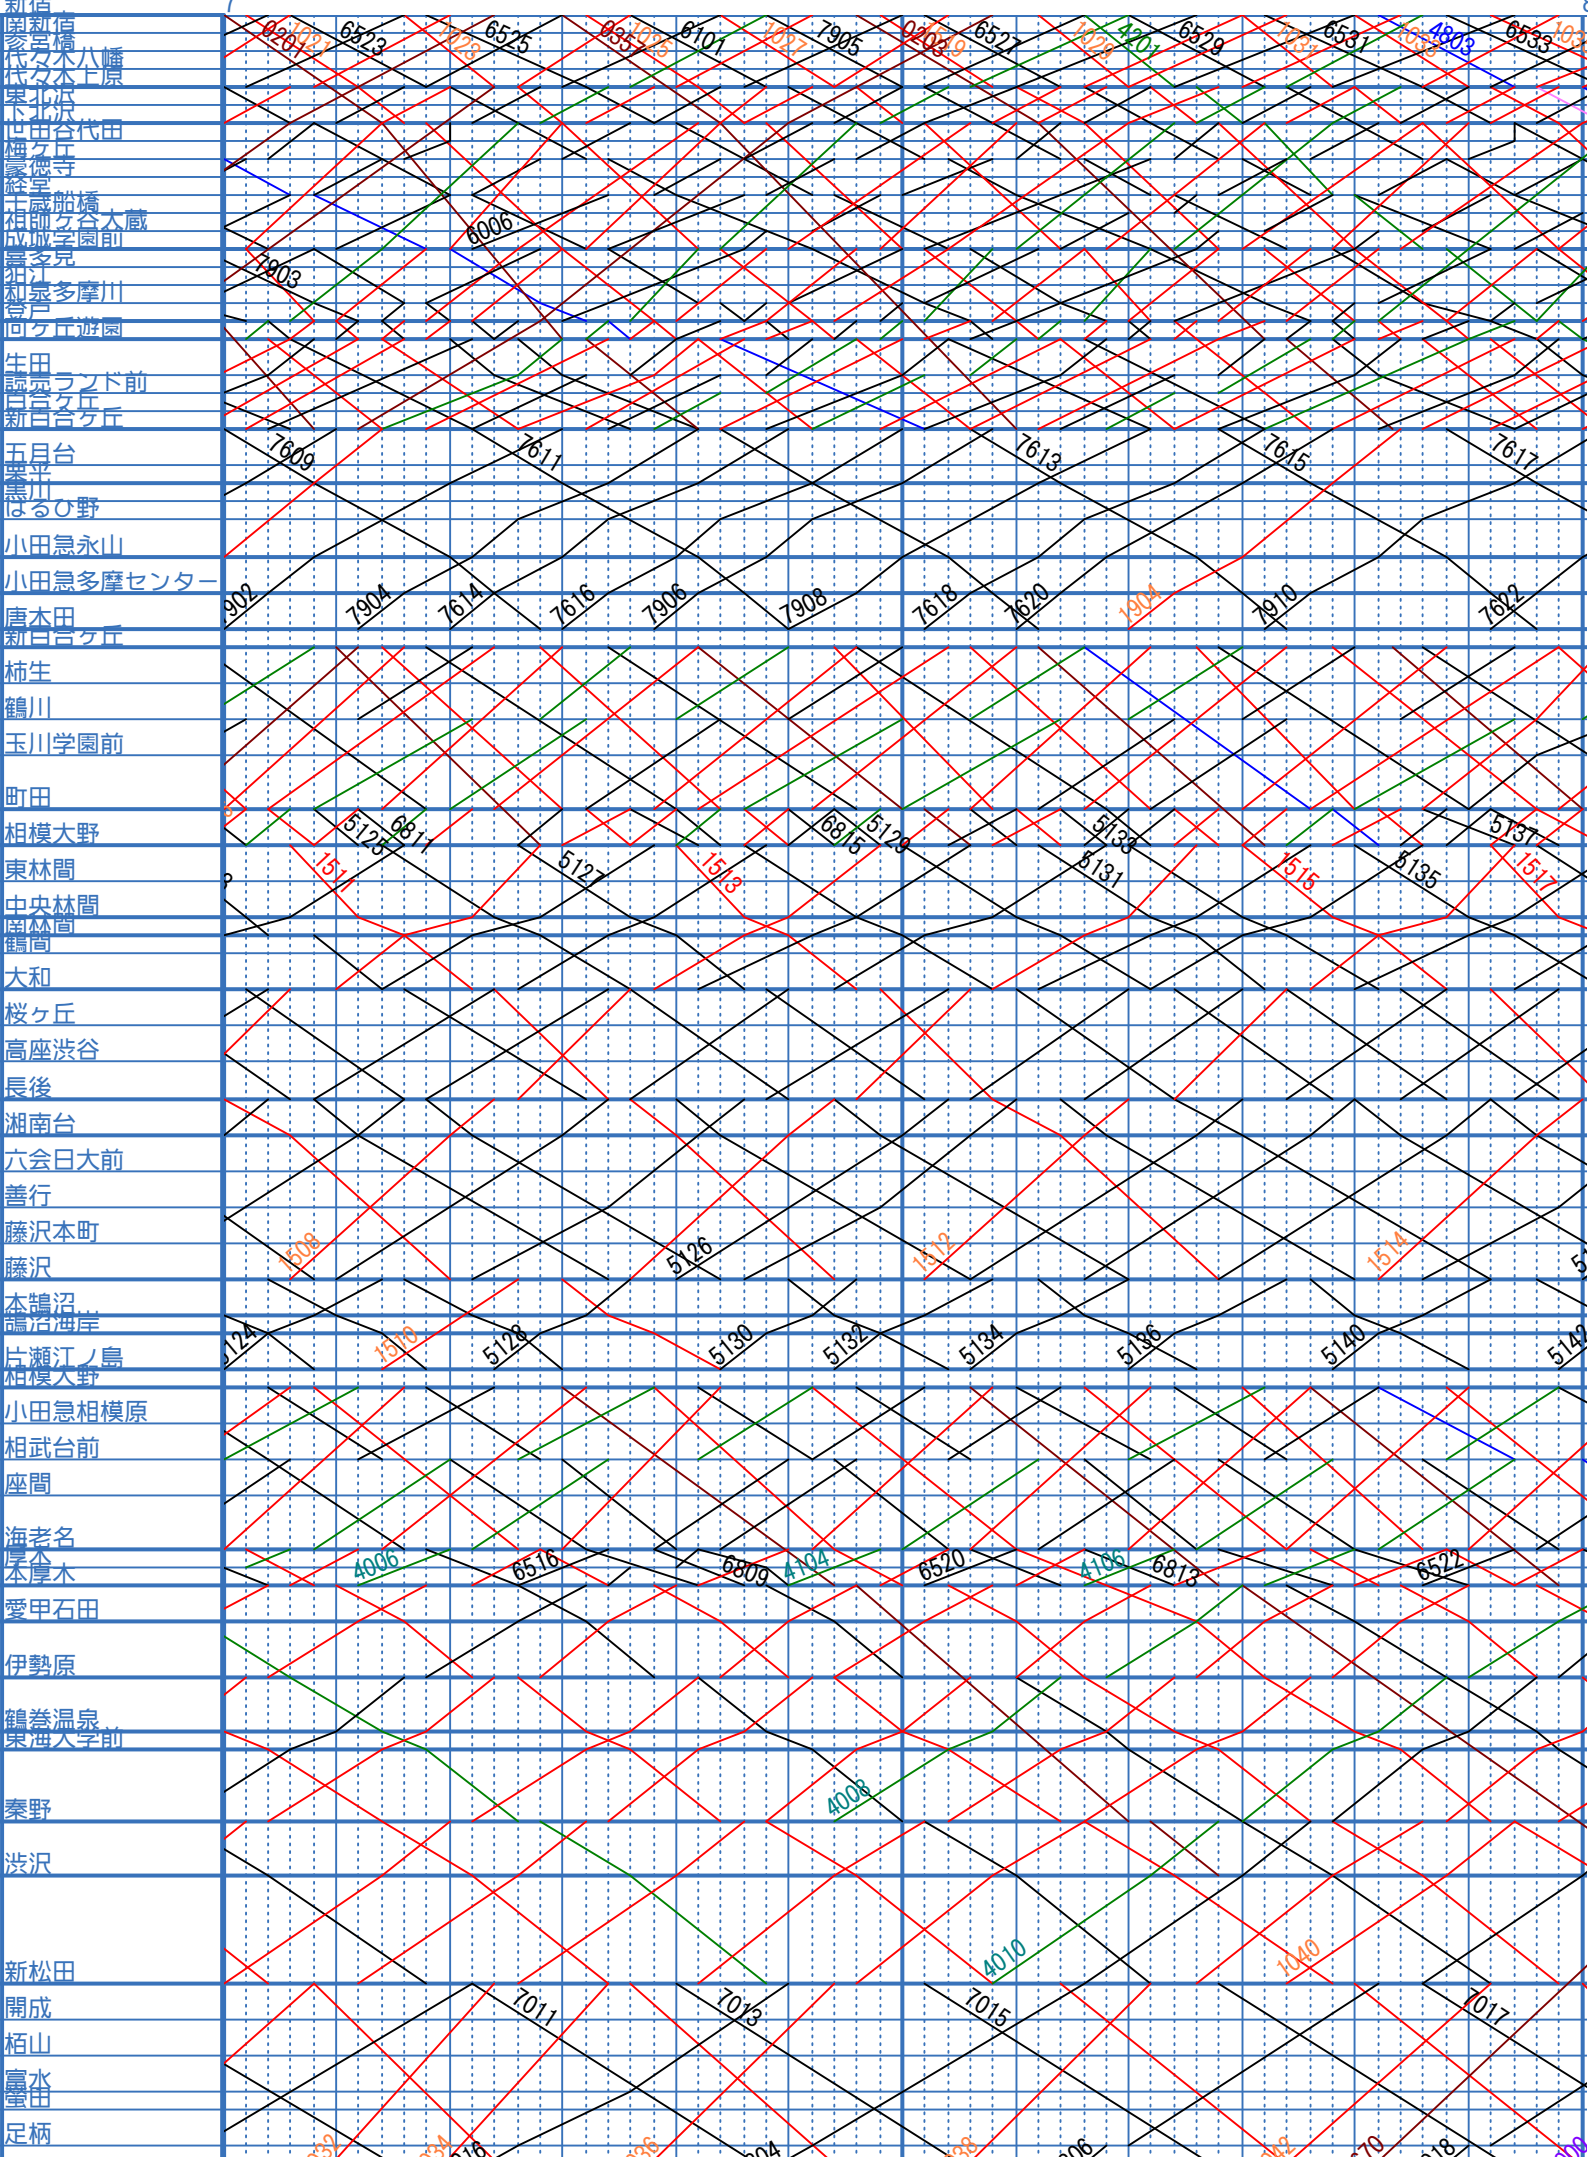 新宿 7
南新宿
参宮橋
代々木八幡
代々木上原
東北沢
下北沢
世田谷代田
梅ヶ丘
豪徳寺
経堂
千歳船橋
祖師ヶ谷大蔵
成城学園前
喜多見
狛江
和泉多摩川
登戸
向ヶ丘遊園
生田
読売ランド前
百合ヶ丘
新百合ヶ丘
五月台
栗平
黒川
はるひ野
小田急永山
小田急多摩センター
唐木田
新百合ヶ丘
柿生
鶴川
玉川学園前
町田
相模大野
東林間
中央林間
南林間
鶴間
大和
桜ヶ丘
高座渋谷
長後
湘南台
六会日大前
善行
藤沢本町
藤沢
本鵠沼
鵠沼海岸
片瀬江ノ島
相模大野
小田急相模原
相武台前
座間
海老名
厚木
本厚木
愛甲石田
伊勢原
鶴巻温泉
東海大学前
秦野
渋沢
新松田
開成
栢山
富水
螢田
足柄
0201 1021 6523 1023 6525 0357 1025 6101 1027 7905 0203 6527 1029 4201 6529 1031 6531 4803 6533
6006
7903
7609 7611 7613 7615 7617
7902 7904 7614 7616 7906 7908 7618 7620 1904 7910 7622
5125 6811 6815 5129 5133 5137
1511 5127 1513 5131 1515 5135 1517
1508 5126 1512 1514
5124 1510 5128 5130 5132 5134 5136 5140 5142
4006 6516 6809 4104 6520 4106 6813 6522
4008
4010 1040
7011 7013 7015 7017